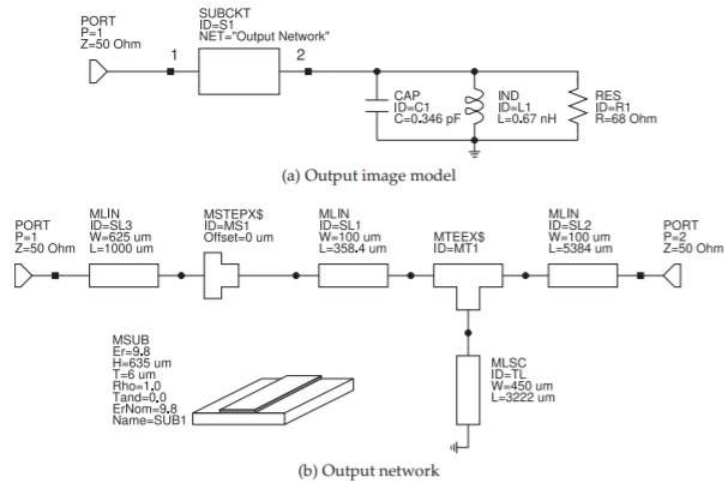 PORT
P=1
Z=50 Ohm
SUBCKT
ID=S1
NET="Output Network"
1
2
CAP
ID=C1
C=0.346 pF
IND
ID=L1
L=0.67 nH
RES
ID=R1
R=68 Ohm
(a) Output image model
PORT
P=1
Z=50 Ohm
MLIN
ID=SL3
W=625 um
L=1000 um
MSTEPX$
ID=MS1
Offset=0 um
MLIN
ID=SL1
W=100 um
L=358.4 um
MTEEX$
ID=MT1
MLIN
ID=SL2
W=100 um
L=5384 um
PORT
P=2
Z=50 Ohm
MSUB
Er=9.8
H=635 um
T=6 um
Rho=1.0
Tand=0.0
ErNom=9.8
Name=SUB1
MLSC
ID=TL
W=450 um
L=3222 um
(b) Output network